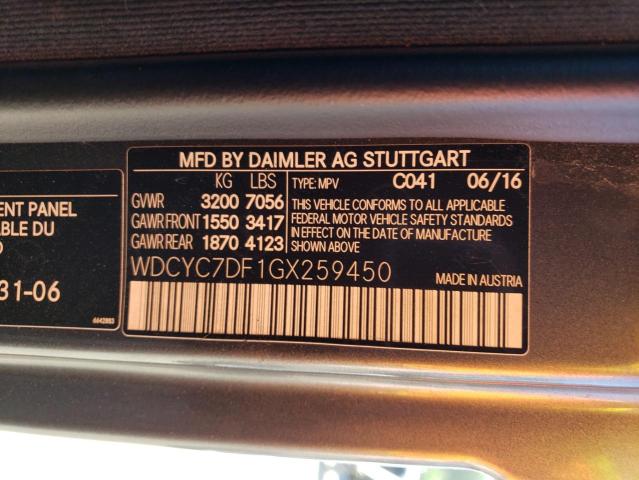 MFD BY DAIMLER AG STUTTGART
KG LBS
GVWR 3200 7056
GAWR FRONT 1550 3417
GAWR REAR 1870 4123
TYPE: MPV C041 06/16
THIS VEHICLE CONFORMS TO ALL APPLICABLE
FEDERAL MOTOR VEHICLE SAFETY STANDARDS
IN EFFECT ON THE DATE OF MANUFACTURE
SHOWN ABOVE.
WDCYC7DF1GX259450
MADE IN AUSTRIA
ENT PANEL
ABLE DU
31-06